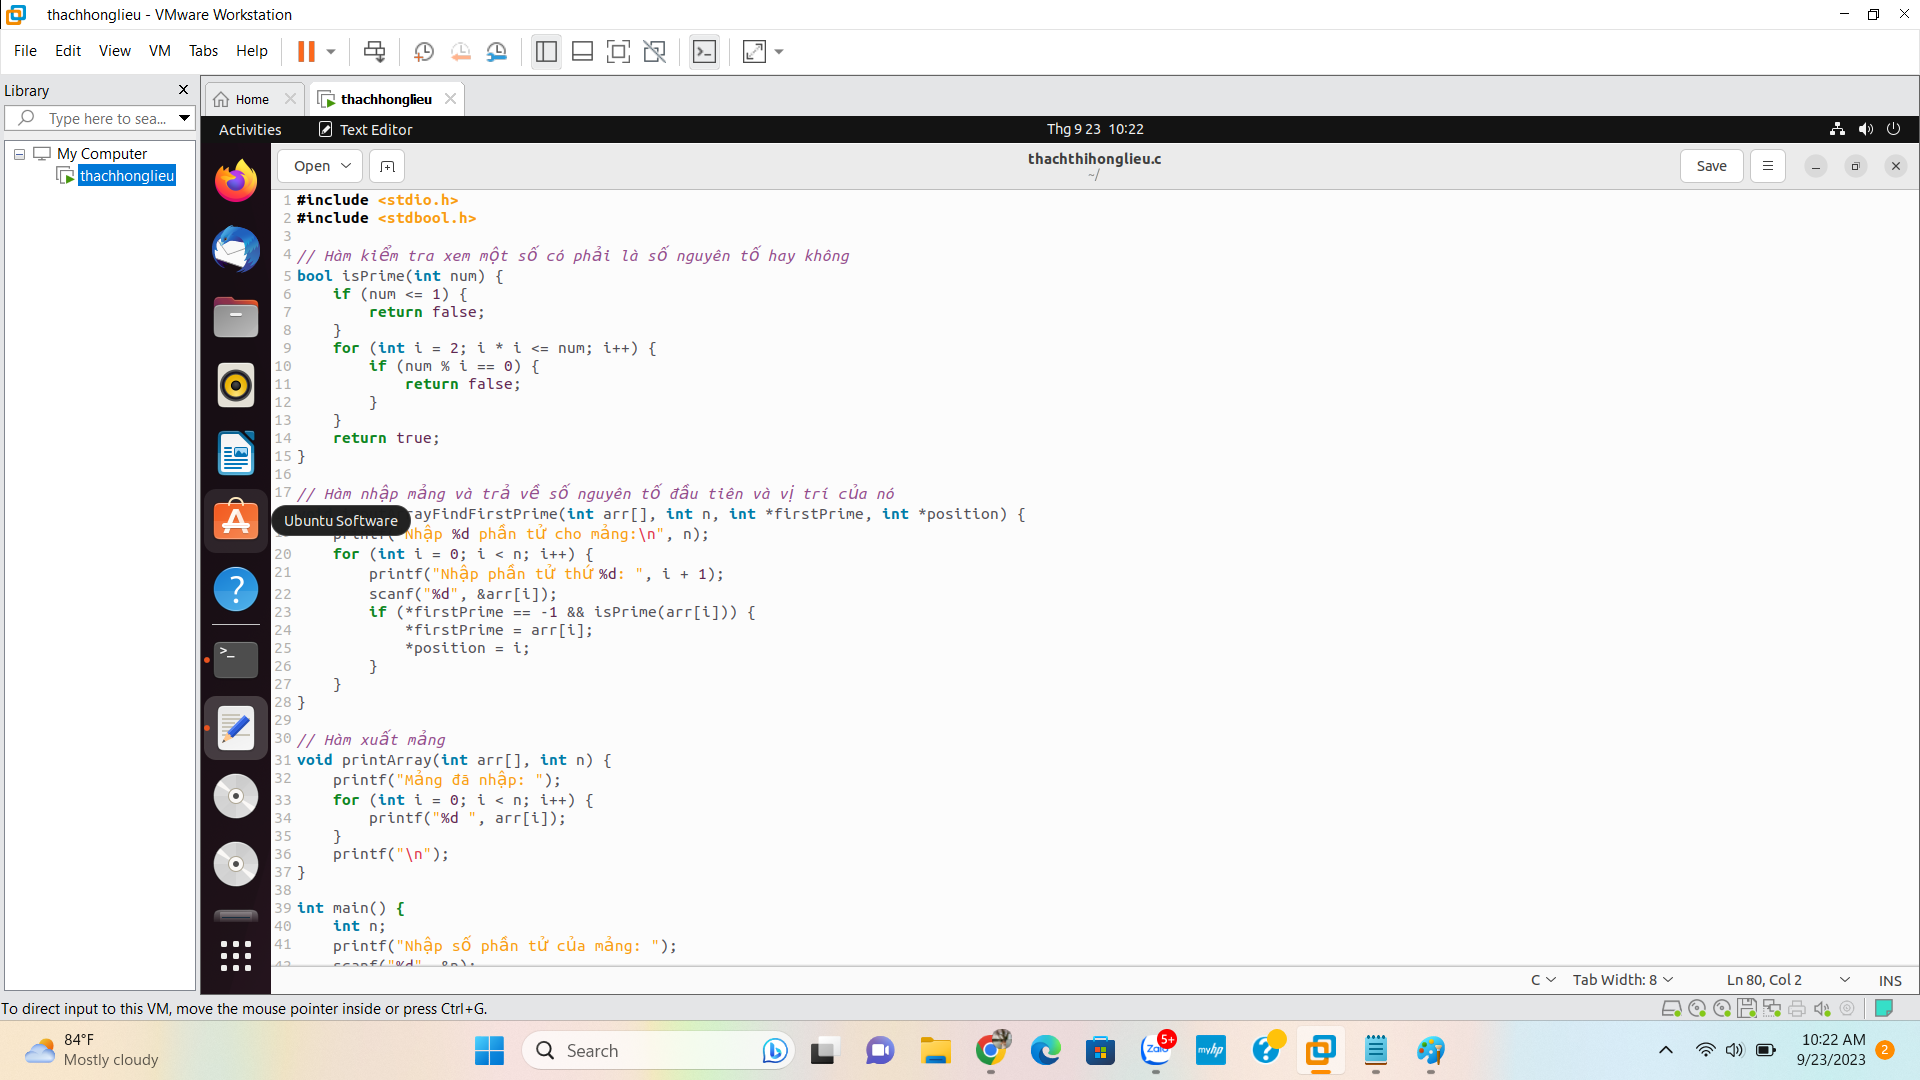 thachhonglieu - VMware Workstation
File Edit View VM Tabs Help
Library
Type here to sea...
My Computer
thachhonglieu
Home thachhonglieu
Activities Text Editor Thg 9 23 10:22
Open thachthihonglieu.c Save
~/
1 #include <stdio.h>
2 #include <stdbool.h>
3
4 // Hàm kiểm tra xem một số có phải là số nguyên tố hay không
5 bool isPrime(int num) {
6 if (num <= 1) {
7 return false;
8 }
9 for (int i = 2; i * i <= num; i++) {
10 if (num % i == 0) {
11 return false;
12 }
13 }
14 return true;
15 }
16
17 // Hàm nhập mảng và trả về số nguyên tố đầu tiên và vị trí của nó
rayFindFirstPrime(int arr[], int n, int *firstPrime, int *position) {
Ubuntu Software
printf("Nhập %d phần tử cho mảng:\n", n);
20 for (int i = 0; i < n; i++) {
21 printf("Nhập phần tử thứ %d: ", i + 1);
22 scanf("%d", &arr[i]);
23 if (*firstPrime == -1 && isPrime(arr[i])) {
24 *firstPrime = arr[i];
25 *position = i;
26 }
27 }
28 }
29
30 // Hàm xuất mảng
31 void printArray(int arr[], int n) {
32 printf("Mảng đã nhập: ");
33 for (int i = 0; i < n; i++) {
34 printf("%d ", arr[i]);
35 }
36 printf("\n");
37 }
38
39 int main() {
40 int n;
41 printf("Nhập số phần tử của mảng: ");
42 scanf("%d", &n);
C Tab Width: 8 Ln 80, Col 2 INS
To direct input to this VM, move the mouse pointer inside or press Ctrl+G.
84°F
Mostly cloudy
Search
Zalo 5+
myhp
10:22 AM
9/23/2023
2